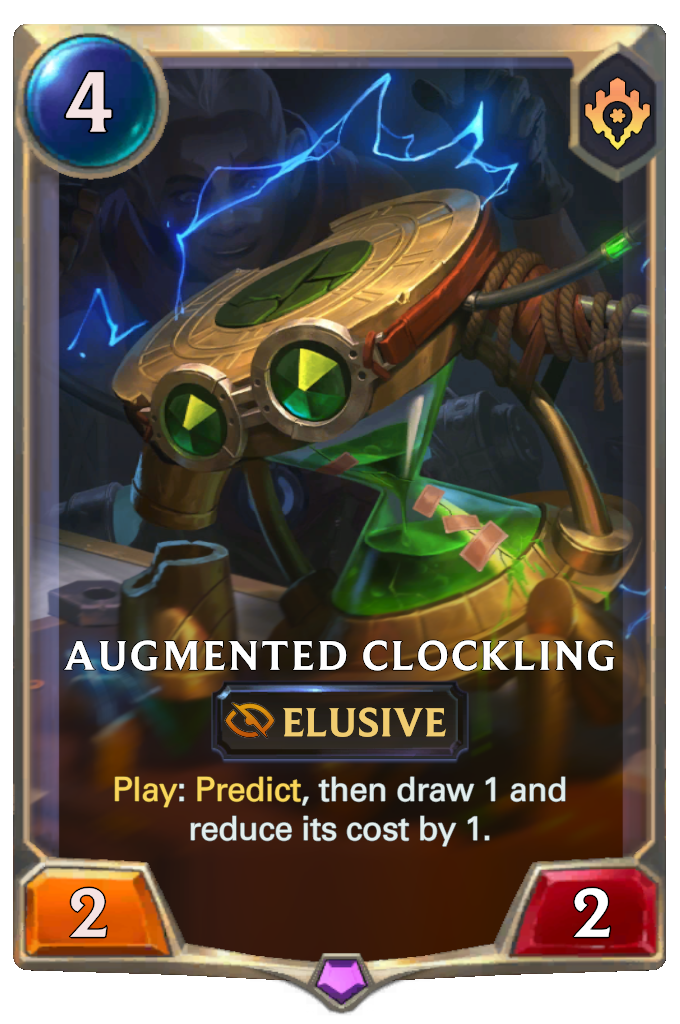 4
AUGMENTED CLOCKLING
ELUSIVE
Play: Predict, then draw 1 and
reduce its cost by 1.
2 2